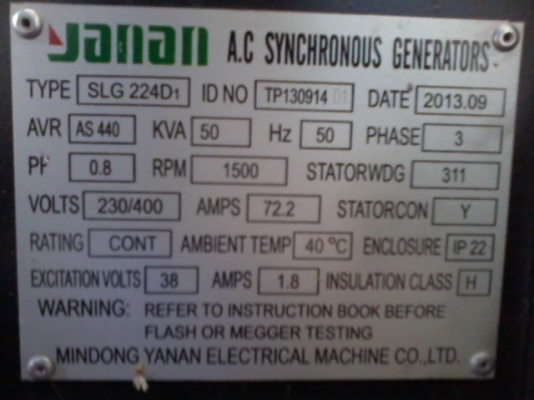 yanan A.C SYNCHRONOUS GENERATORS
TYPE SLG 224D1 ID NO TP130914 01 DATE 2013.09
AVR AS 440 KVA 50 Hz 50 PHASE 3
PF 0.8 RPM 1500 STATORWDG 311
VOLTS 230/400 AMPS 72.2 STATORCON Y
RATING CONT AMBIENT TEMP 40 ºC ENCLOSURE IP 22
EXCITATION VOLTS 38 AMPS 1.8 INSULATION CLASS H
WARNING: REFER TO INSTRUCTION BOOK BEFORE
FLASH OR MEGGER TESTING
MINDONG YANAN ELECTRICAL MACHINE CO.,LTD.